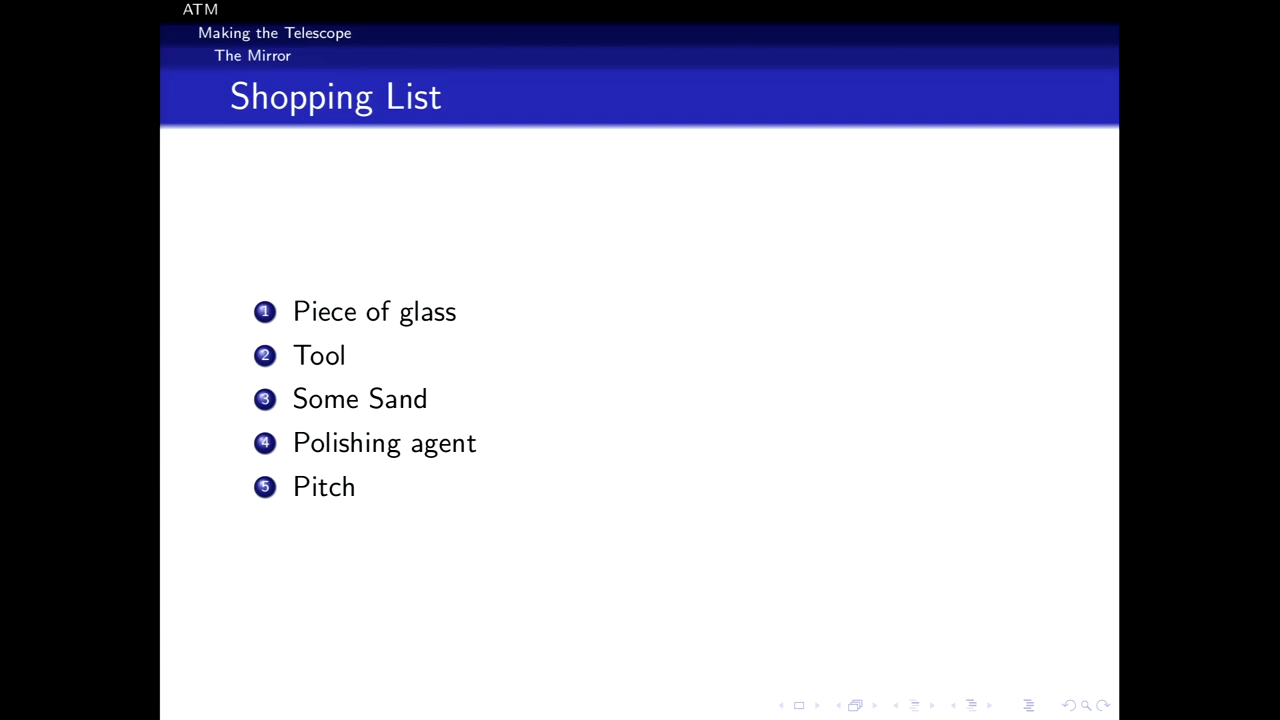 ATM
Making the Telescope
The Mirror
Shopping List
1 Piece of glass
2 Tool
3 Some Sand
4 Polishing agent
5 Pitch